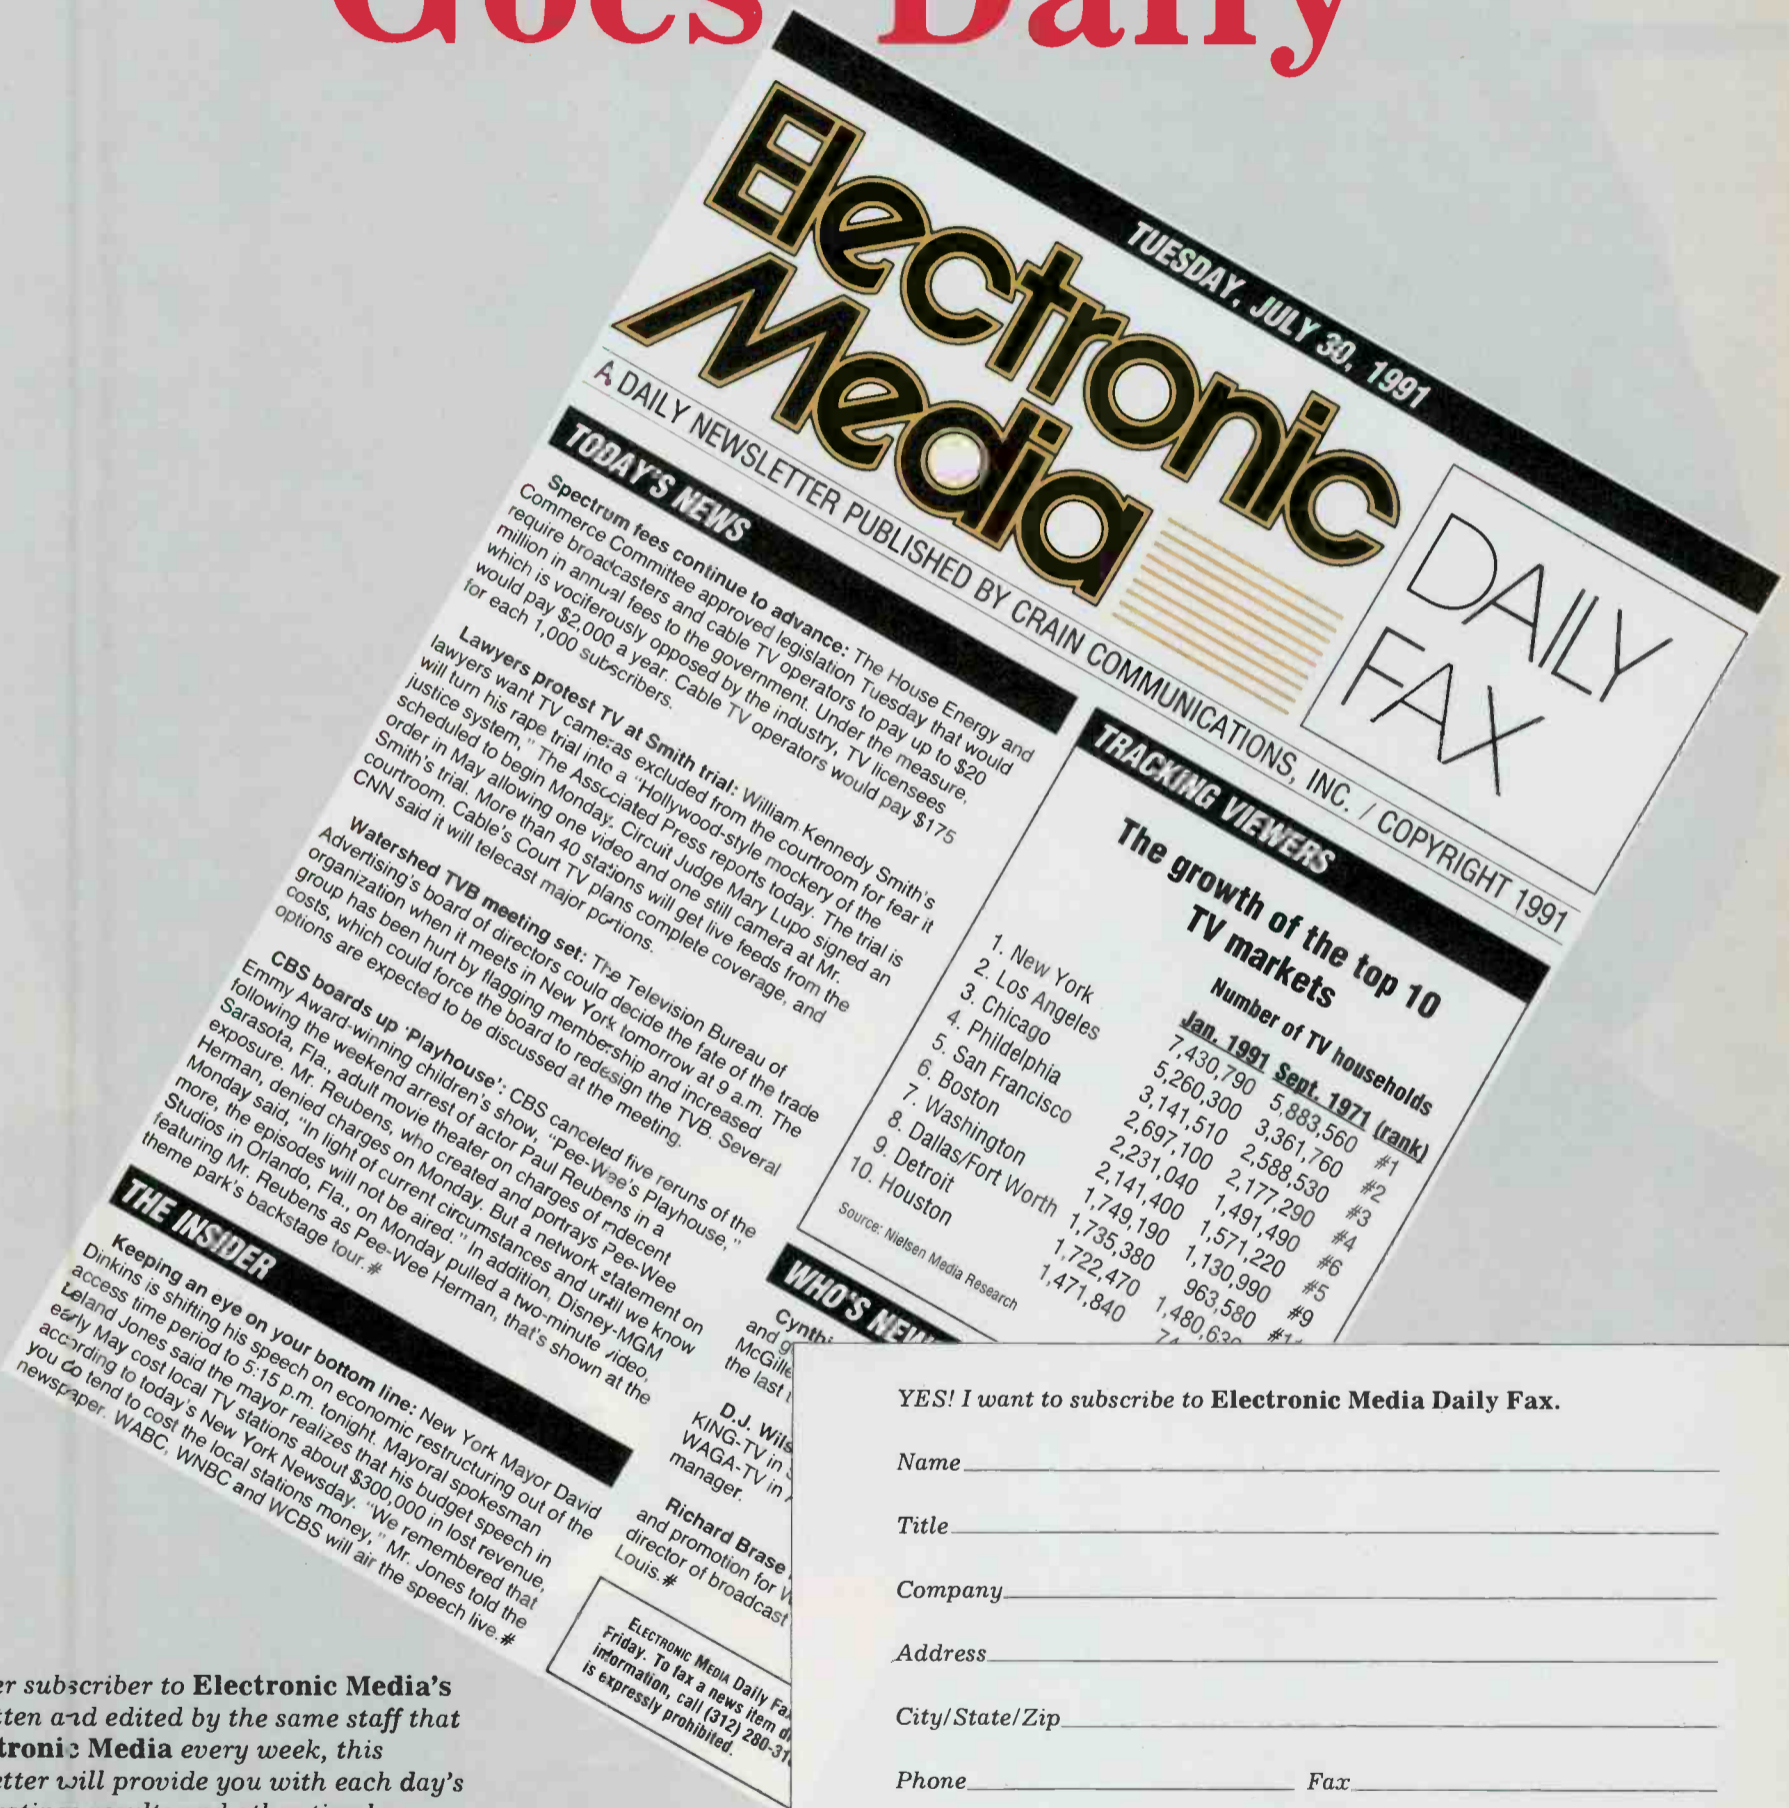 Goes Daily
TUESDAY, JULY 30, 1991
Electronic
Media
DAILY
FAX
A DAILY NEWSLETTER PUBLISHED BY CRAIN COMMUNICATIONS, INC. / COPYRIGHT 1991
TODAY'S NEWS
Spectrum fees continue to advance: The House Energy and
Commerce Committee approved legislation Tuesday that would
require broadcasters and cable TV operators to pay up to $20
million in annual fees to the government. Under the measure,
which is vociferously opposed by the industry, TV licensees
would pay $2,000 a year. Cable TV operators would pay $175
for each 1,000 subscribers.
Lawyers protest TV at Smith trial: William Kennedy Smith's
lawyers want TV cameras excluded from the courtroom for fear it
will turn his rape trial into a "Hollywood-style mockery of the
justice system," The Associated Press reports today. The trial is
scheduled to begin Monday. Circuit Judge Mary Lupo signed an
order in May allowing one video and one still camera at Mr.
Smith's trial. More than 40 stations will get live feeds from the
courtroom. Cable's Court TV plans complete coverage, and
CNN said it will telecast major portions.
Watershed TVB meeting set: The Television Bureau of
Advertising's board of directors could decide the fate of the trade
organization when it meets in New York tomorrow at 9 a.m. The
group has been hurt by flagging membership and increased
costs, which could force the board to redesign the TVB. Several
options are expected to be discussed at the meeting.
CBS boards up 'Playhouse': CBS canceled five reruns of the
Emmy Award-winning children's show, "Pee-Wee's Playhouse,"
following the weekend arrest of actor Paul Reubens in a
Sarasota, Fla., adult movie theater on charges of indecent
exposure. Mr. Reubens, who created and portrays Pee-Wee
Herman, denied charges on Monday. But a network statement on
Monday said, "In light of current circumstances and until we know
more, the episodes will not be aired." In addition, Disney-MGM
Studios in Orlando, Fla., on Monday pulled a two-minute video,
featuring Mr. Reubens as Pee-Wee Herman, that's shown at the
theme park's backstage tour.#
THE INSIDER
Keeping an eye on your bottom line: New York Mayor David
Dinkins is shifting his speech on economic restructuring out of the
access time period to 5:15 p.m. tonight. Mayoral spokesman
Leland Jones said the mayor realizes that his budget speech in
early May cost local TV stations about $300,000 in lost revenue,
according to today's New York Newsday. "We remembered that
you do tend to cost the local stations money," Mr. Jones told the
newspaper. WABC, WNBC and WCBS will air the speech live.#
TRACKING VIEWERS
The growth of the top 10
TV markets
Number of TV households
Jan. 1991 Sept. 1971 (rank)
1. New York 7,430,790 5,883,560 #1
2. Los Angeles 5,260,300 3,361,760 #2
3. Chicago 3,141,510 2,588,530 #3
4. Phildelphia 2,697,100 2,177,290 #4
5. San Francisco 2,231,040 1,491,490 #6
6. Boston 2,141,400 1,571,220 #5
7. Washington 1,749,190 1,130,990 #9
8. Dallas/Fort Worth 1,735,380 963,580
9. Detroit 1,722,470
10. Houston 1,471,840
Source: Nielsen Media Research
WHO'S NEW
and
the last
D.J. Wils
KING-TV in
WAGA-TV in
manager.
Richard Brase
and promotion for
director of broadcast
Louis.#
ELECTRONIC MEDIA Daily Fax
Friday. To fax a news item
information, call (312) 280-31
is expressly prohibited.
YES! I want to subscribe to Electronic Media Daily Fax.
Name
Title
Company
Address
City/State/Zip
Phone Fax
er subscriber to Electronic Media's
tten and edited by the same staff that
tronic Media every week, this
etter will provide you with each day's